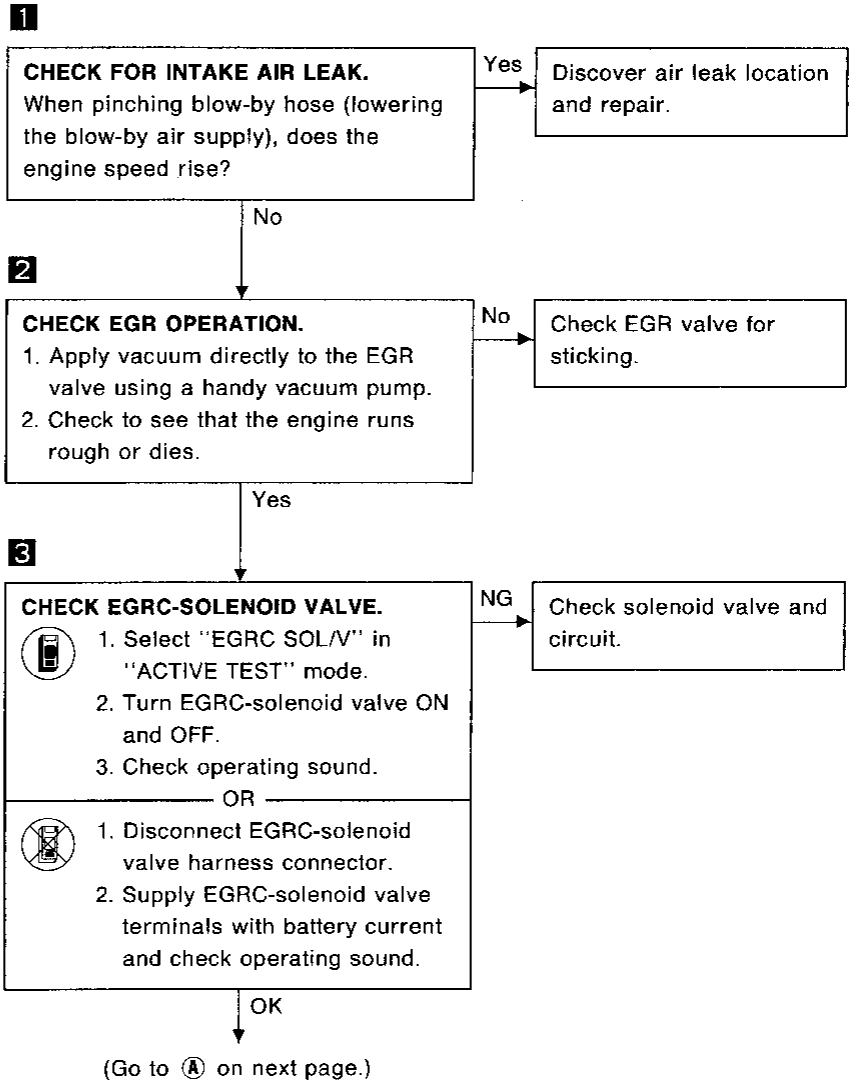 1
CHECK FOR INTAKE AIR LEAK.
When pinching blow-by hose (lowering
the blow-by air supply), does the
engine speed rise?
Yes
Discover air leak location
and repair.
No
2
CHECK EGR OPERATION.
1. Apply vacuum directly to the EGR
valve using a handy vacuum pump.
2. Check to see that the engine runs
rough or dies.
No
Check EGR valve for
sticking.
Yes
3
CHECK EGRC-SOLENOID VALVE.
1. Select "EGRC SOL/V" in
"ACTIVE TEST" mode.
2. Turn EGRC-solenoid valve ON
and OFF.
3. Check operating sound.
OR
1. Disconnect EGRC-solenoid
valve harness connector.
2. Supply EGRC-solenoid valve
terminals with battery current
and check operating sound.
NG
Check solenoid valve and
circuit.
OK
(Go to Ⓐ on next page.)